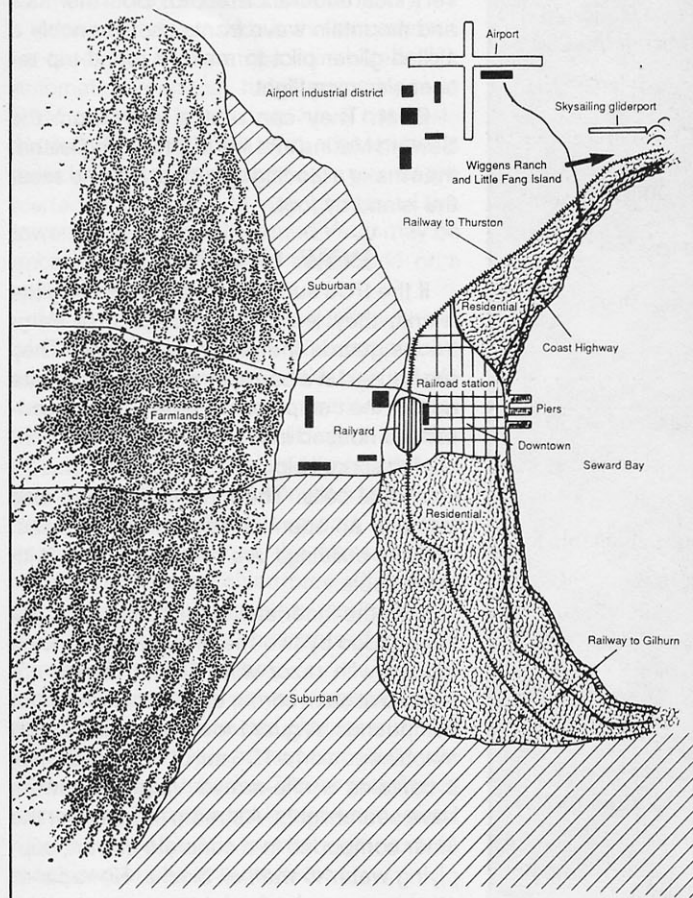 Airport
Airport industrial district
Skysailing gliderport
Wiggens Ranch
and Little Fang Island
Railway to Thurston
Suburban
Residential
Coast Highway
Railroad station
Farmlands
Railyard
Piers
Downtown
Seward Bay
Residential
Railway to Gilhurn
Suburban